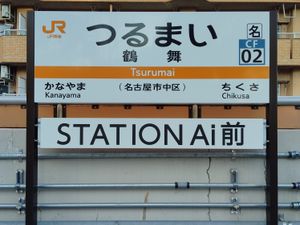 JR
JR東海
つるまい
鶴舞
Tsurumai
名
CF
02
かなやま
Kanayama
(名古屋市中区)
ちくさ
Chikusa
STATION Ai前